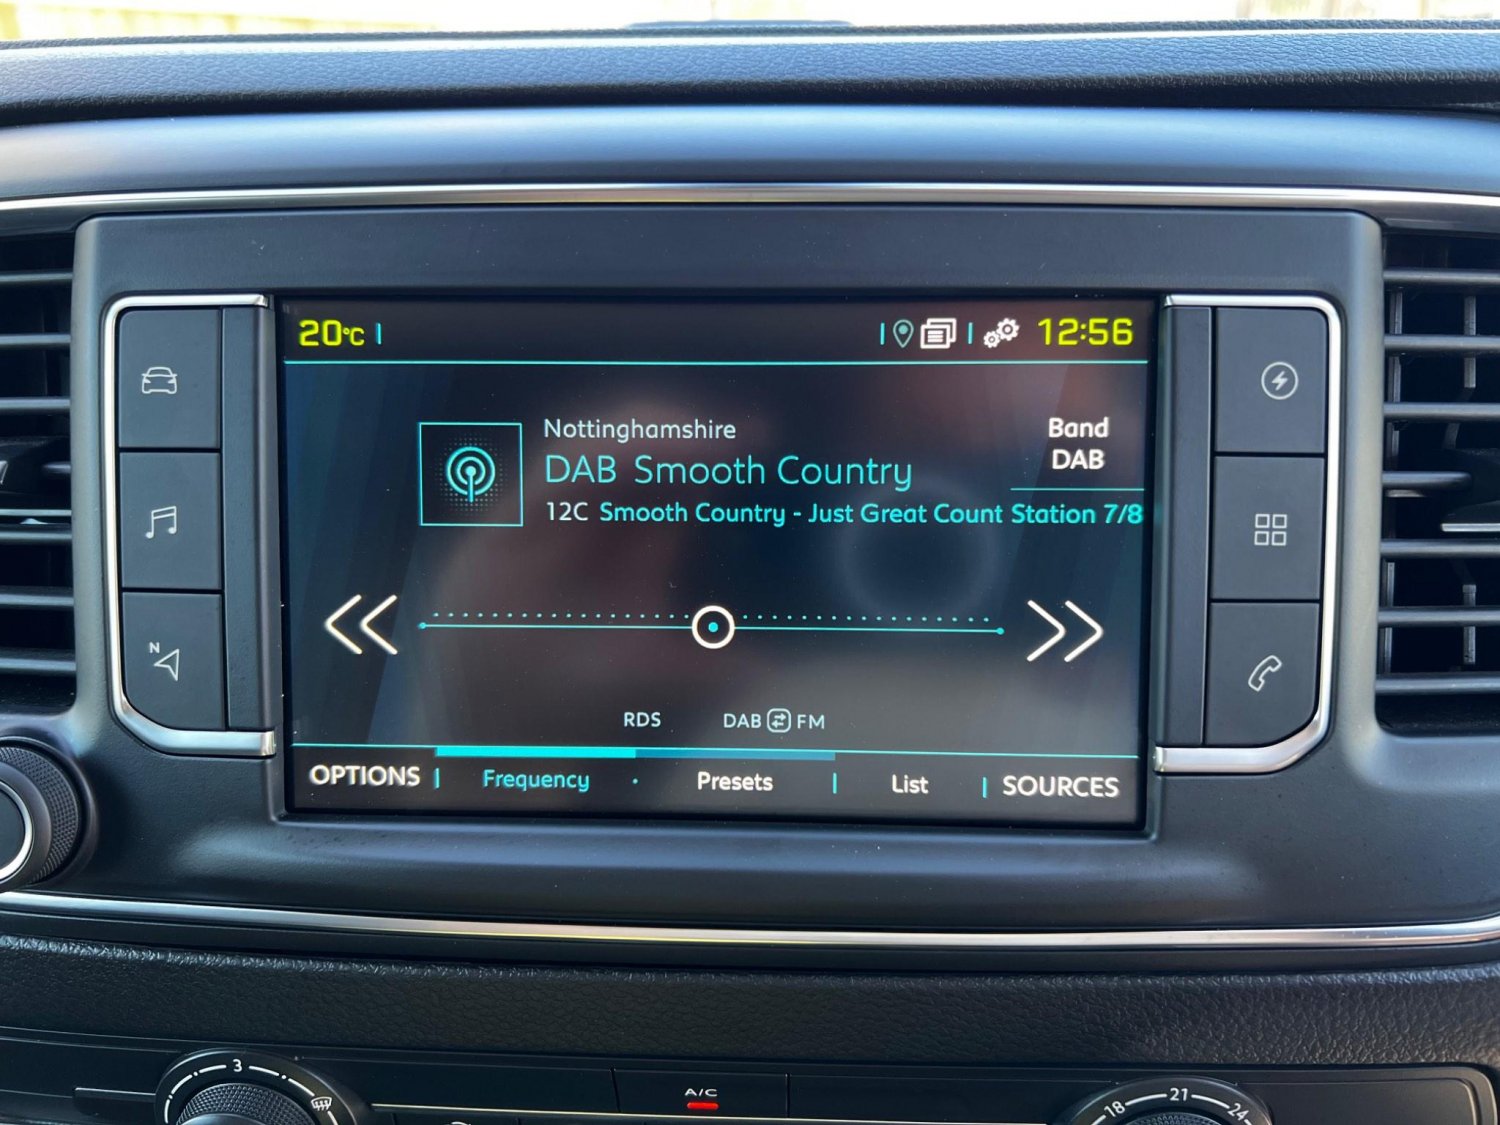 20°C
12:56
Nottinghamshire
DAB Smooth Country
12C Smooth Country - Just Great Count
Band
DAB
Station 7/8
N
RDS
DAB FM
OPTIONS
Frequency
Presets
List
SOURCES
3
A/C
18 21 24